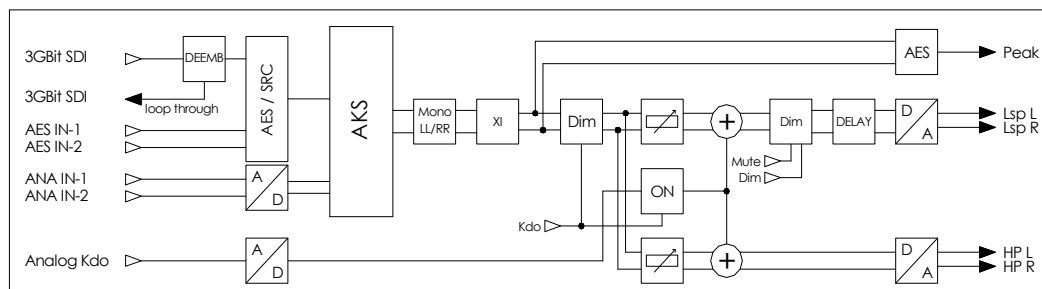 3GBit SDI
DEEMB
3GBit SDI
loop through
AES IN-1
AES IN-2
AES / SRC
ANA IN-1
ANA IN-2
A
D
AKS
Mono
LL/RR
XI
Dim
AES
Peak
Dim
DELAY
D
A
Lsp L
Lsp R
Mute
Dim
ON
Kdo
Analog Kdo
A
D
D
A
HP L
HP R